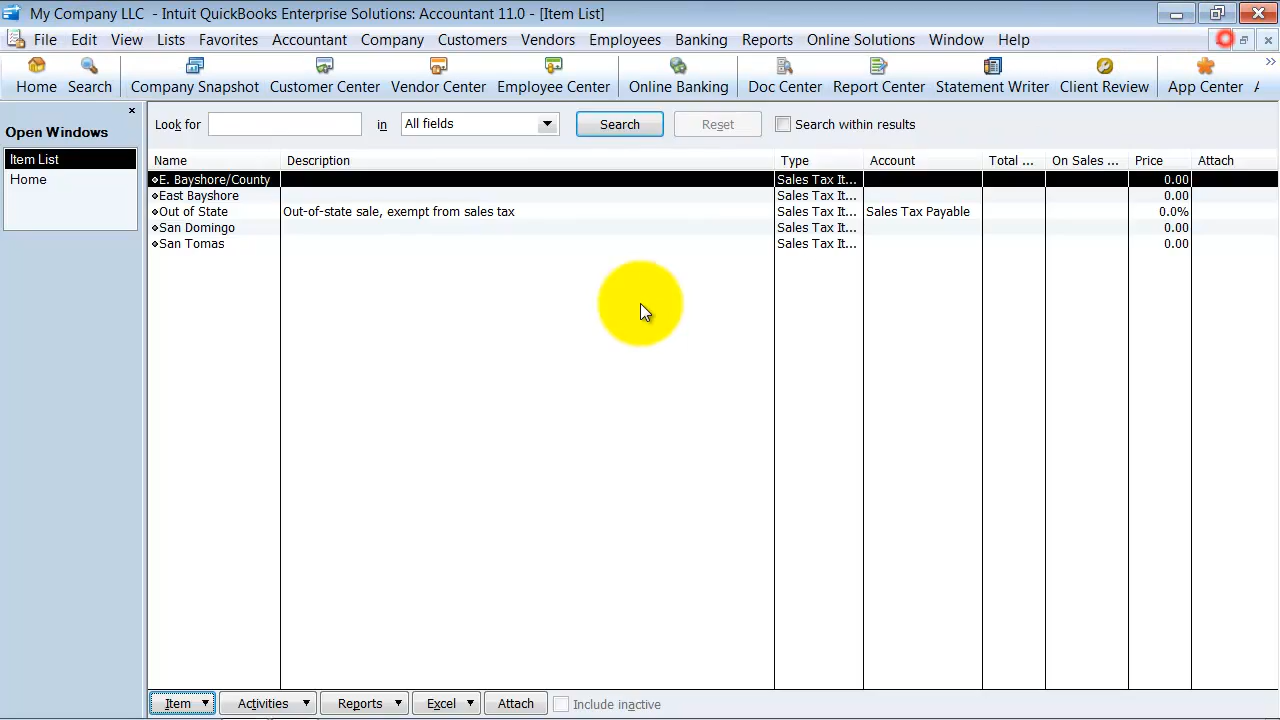 My Company LLC - Intuit QuickBooks Enterprise Solutions: Accountant 11.0 - [Item List]
File Edit View Lists Favorites Accountant Company Customers Vendors Employees Banking Reports Online Solutions Window Help
Home Search Company Snapshot Customer Center Vendor Center Employee Center Online Banking Doc Center Report Center Statement Writer Client Review App Center
Open Windows
Item List
Home
Look for in All fields Search Reset Search within results
Name Description Type Account Total ... On Sales ... Price Attach
E. Bayshore/County Sales Tax It... 0.00
East Bayshore Sales Tax It... 0.00
Out of State Out-of-state sale, exempt from sales tax Sales Tax It... Sales Tax Payable 0.0%
San Domingo Sales Tax It... 0.00
San Tomas Sales Tax It... 0.00
Item Activities Reports Excel Attach Include inactive